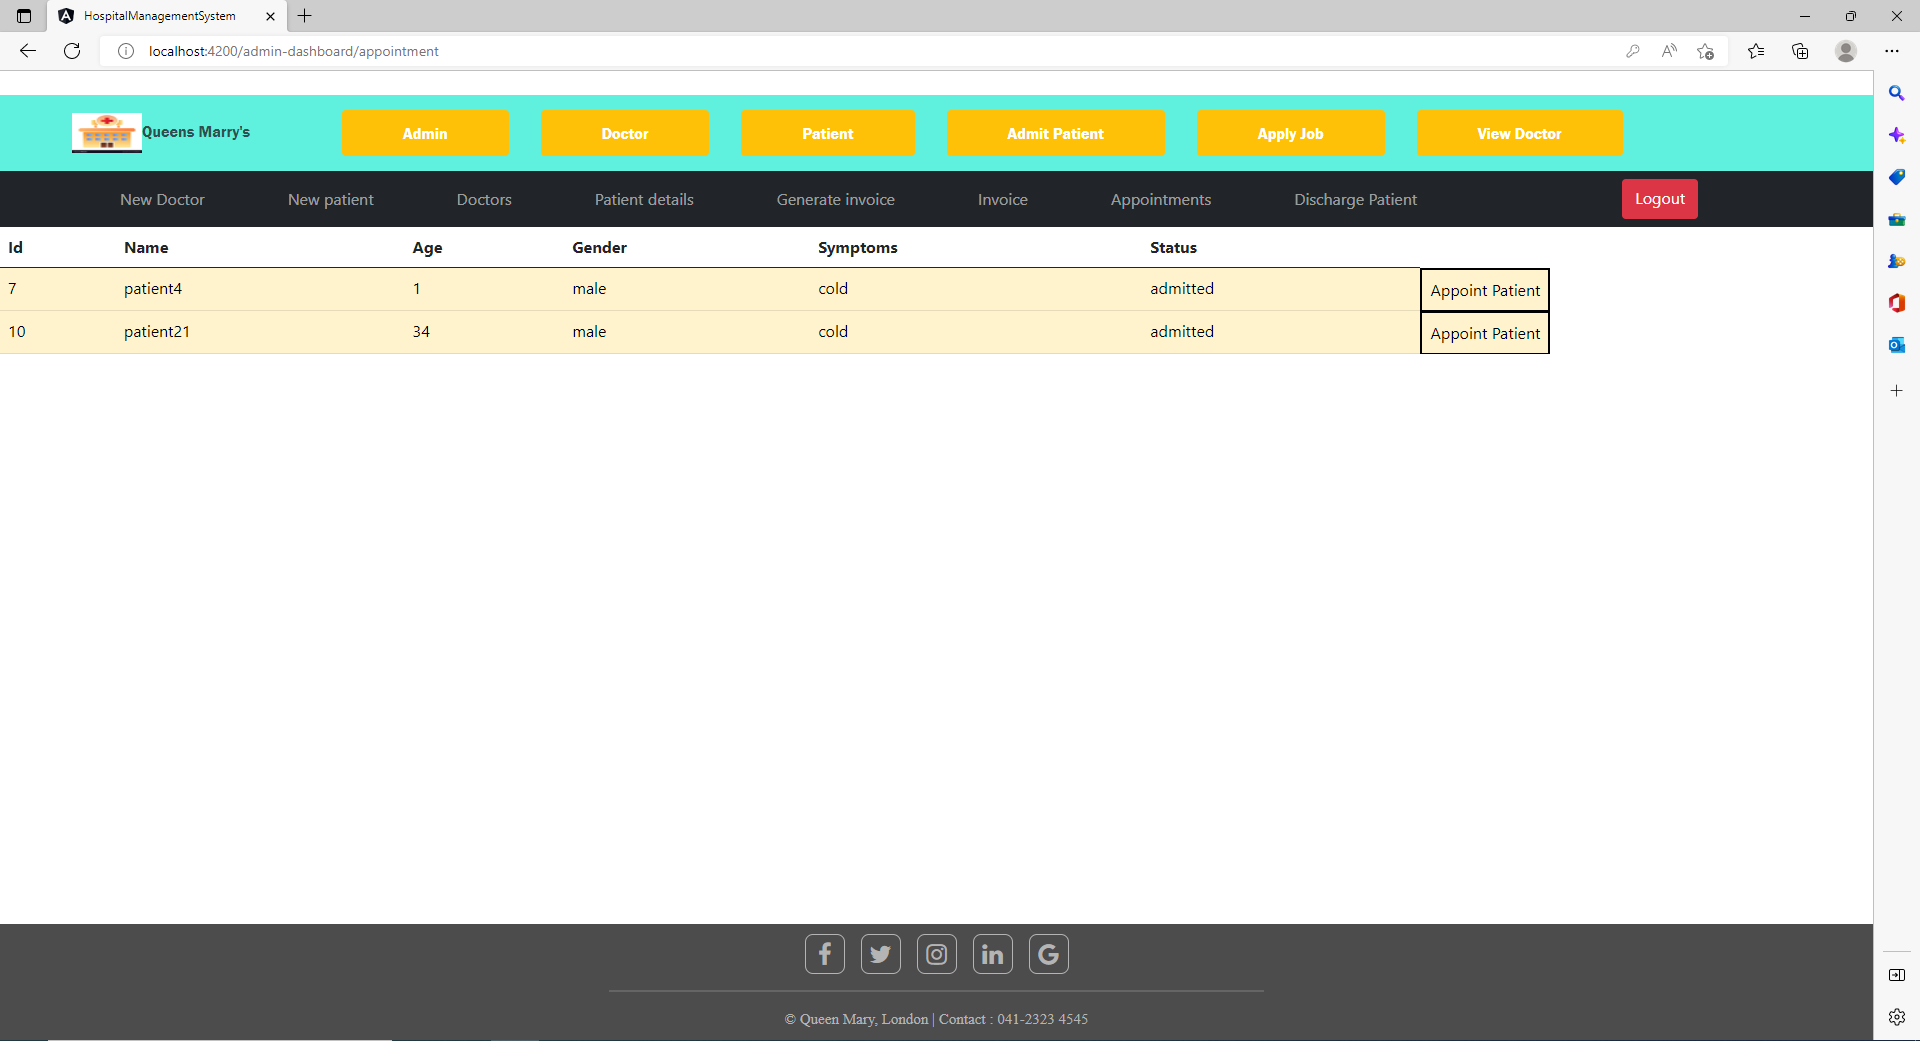 HospitalManagementSystem
localhost:4200/admin-dashboard/appointment
Queens Marry's Admin Doctor Patient Admit Patient Apply Job View Doctor
New Doctor New patient Doctors Patient details Generate invoice Invoice Appointments Discharge Patient Logout
Id Name Age Gender Symptoms Status
7 patient4 1 male cold admitted Appoint Patient
10 patient21 34 male cold admitted Appoint Patient
© Queen Mary, London | Contact : 041-2323 4545